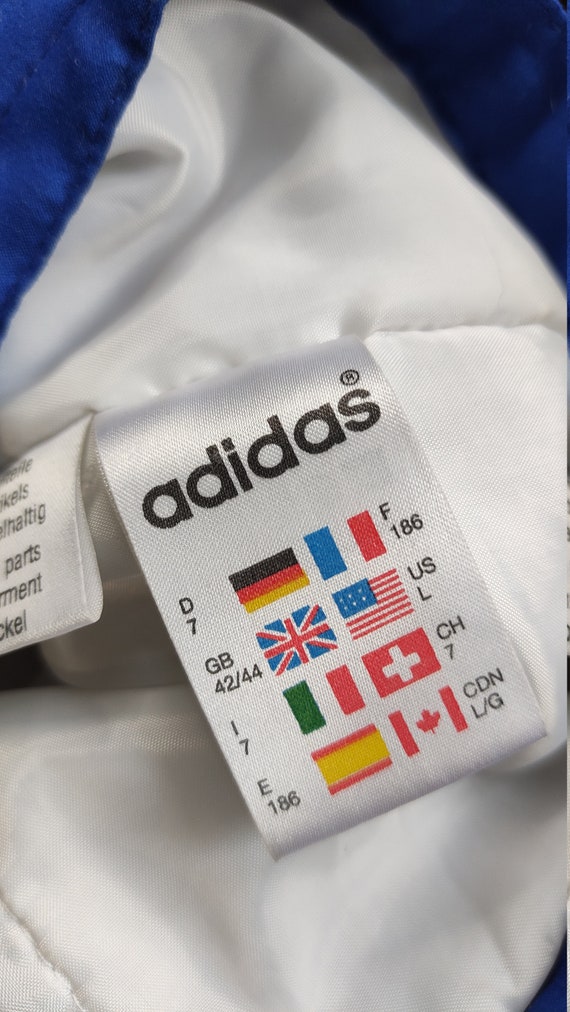 adidas®
D
7
F
186
GB
42/44
US
L
I
7
CH
7
E
186
CDN
L/G
parts